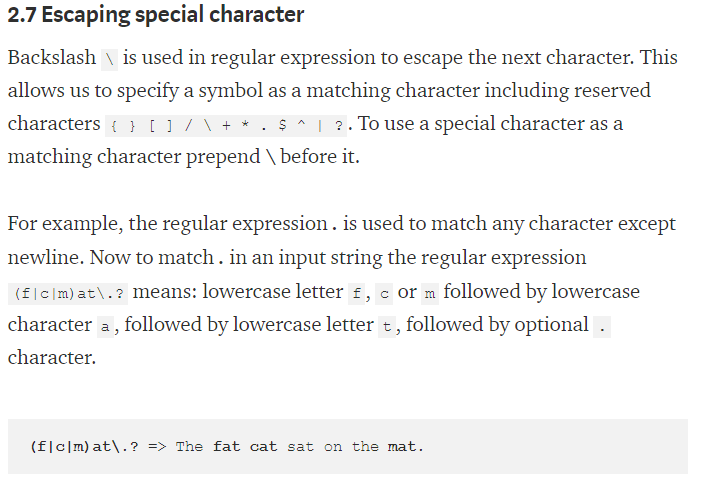 2.7 Escaping special character
Backslash \ is used in regular expression to escape the next character. This
allows us to specify a symbol as a matching character including reserved
characters { } [ ] / \ + * . $ ^ | ?. To use a special character as a
matching character prepend \ before it.
For example, the regular expression . is used to match any character except
newline. Now to match . in an input string the regular expression
(f|c|m)at\.? means: lowercase letter f, c or m followed by lowercase
character a, followed by lowercase letter t, followed by optional .
character.
(f|c|m)at\.? => The fat cat sat on the mat.